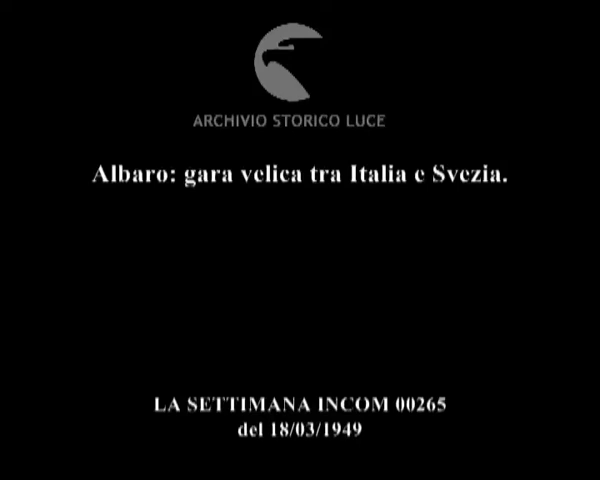 ARCHIVIO STORICO LUCE
Albaro: gara velica tra Italia e Svezia.
LA SETTIMANA INCOM 00265
del 18/03/1949